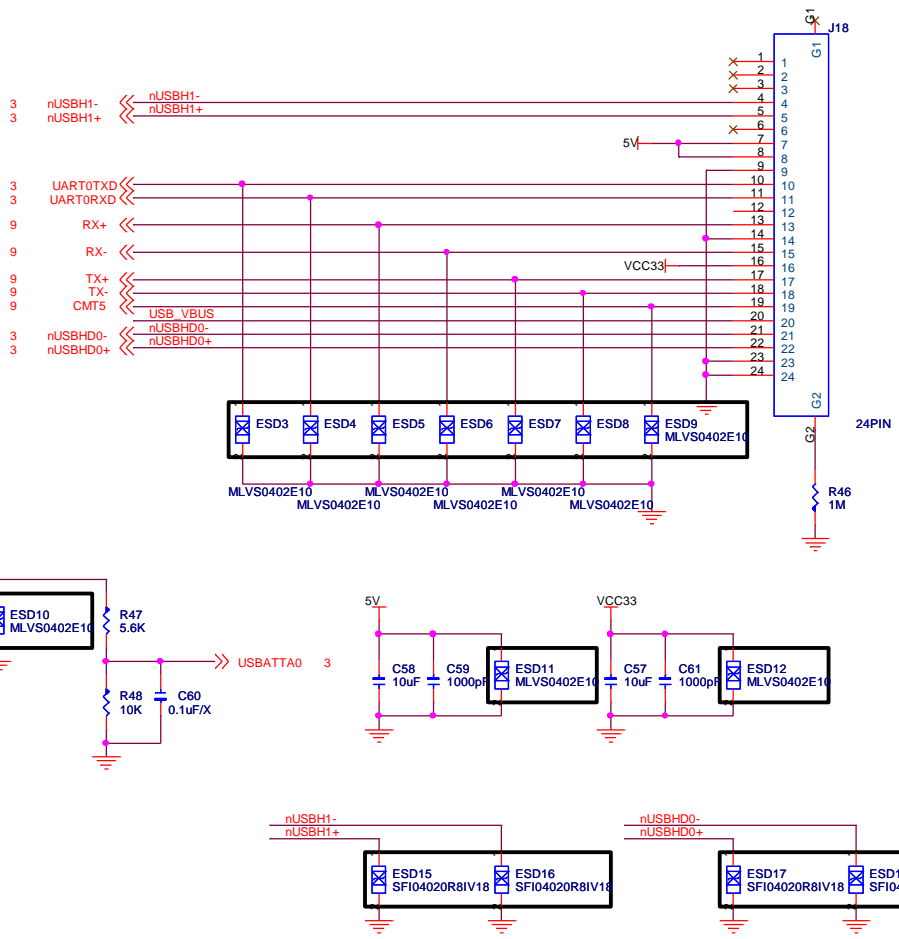 G1
J18
G1
1 1
2 2
3 3
3 nUSBH1- nUSBH1- 4 4
3 nUSBH1+ nUSBH1+ 5 5
6 6
5V 7 7
8 8
9 9
3 UART0TXD 10 10
3 UART0RXD 11 11
12 12
9 RX+ 13 13
14 14
9 RX- 15 15
VCC33 16 16
9 TX+ 17 17
9 TX- 18 18
9 CMT5 19 19
USB_VBUS 20 20
3 nUSBHD0- nUSBHD0- 21 21
3 nUSBHD0+ nUSBHD0+ 22 22
23 23
24 24
G2
G2
24PIN
ESD3 ESD4 ESD5 ESD6 ESD7 ESD8 ESD9
MLVS0402E10
MLVS0402E10 MLVS0402E10 MLVS0402E10
MLVS0402E10 MLVS0402E10 MLVS0402E10
R46
1M
ESD10
MLVS0402E10
R47
5.6K
USBATTA0 3
R48
10K
C60
0.1uF/X
5V
C58
10uF
C59
1000pF
ESD11
MLVS0402E10
VCC33
C57
10uF
C61
1000pF
ESD12
MLVS0402E10
nUSBH1-
nUSBH1+
ESD15
SFI04020R8IV18
ESD16
SFI04020R8IV18
nUSBHD0-
nUSBHD0+
ESD17
SFI04020R8IV18
ESD1
SFI04